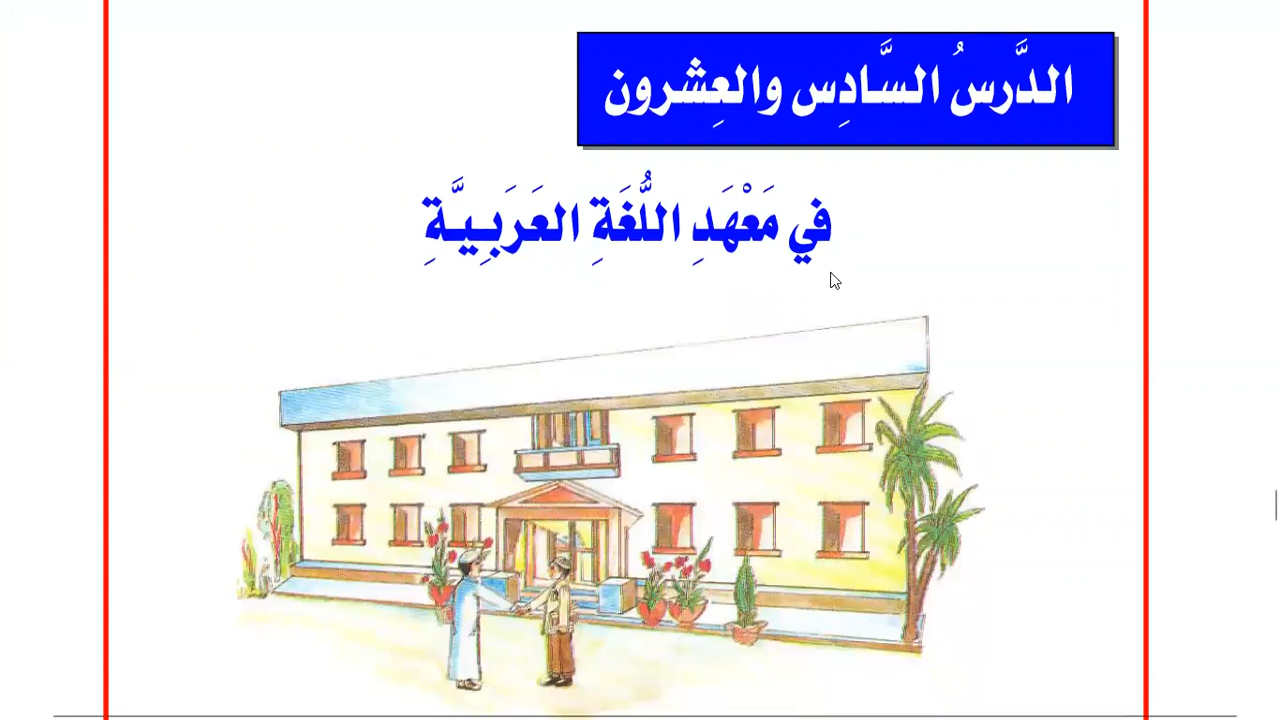 الدَّرسُ السَّادِس والعِشرون
في مَعْهَدِ اللُّغَةِ العَرَبِيَّةِ